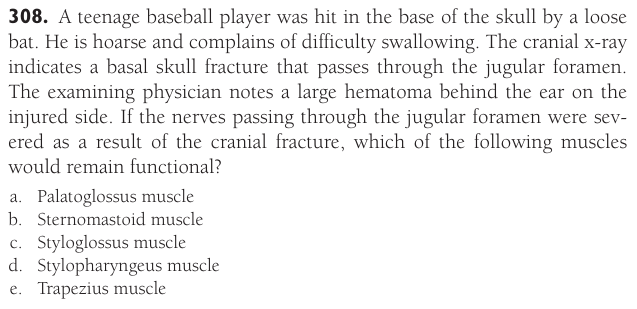 308. A teenage baseball player was hit in the base of the skull by a loose
bat. He is hoarse and complains of difficulty swallowing. The cranial x-ray
indicates a basal skull fracture that passes through the jugular foramen.
The examining physician notes a large hematoma behind the ear on the
injured side. If the nerves passing through the jugular foramen were sev-
ered as a result of the cranial fracture, which of the following muscles
would remain functional?
a. Palatoglossus muscle
b. Sternomastoid muscle
c. Styloglossus muscle
d. Stylopharyngeus muscle
e. Trapezius muscle